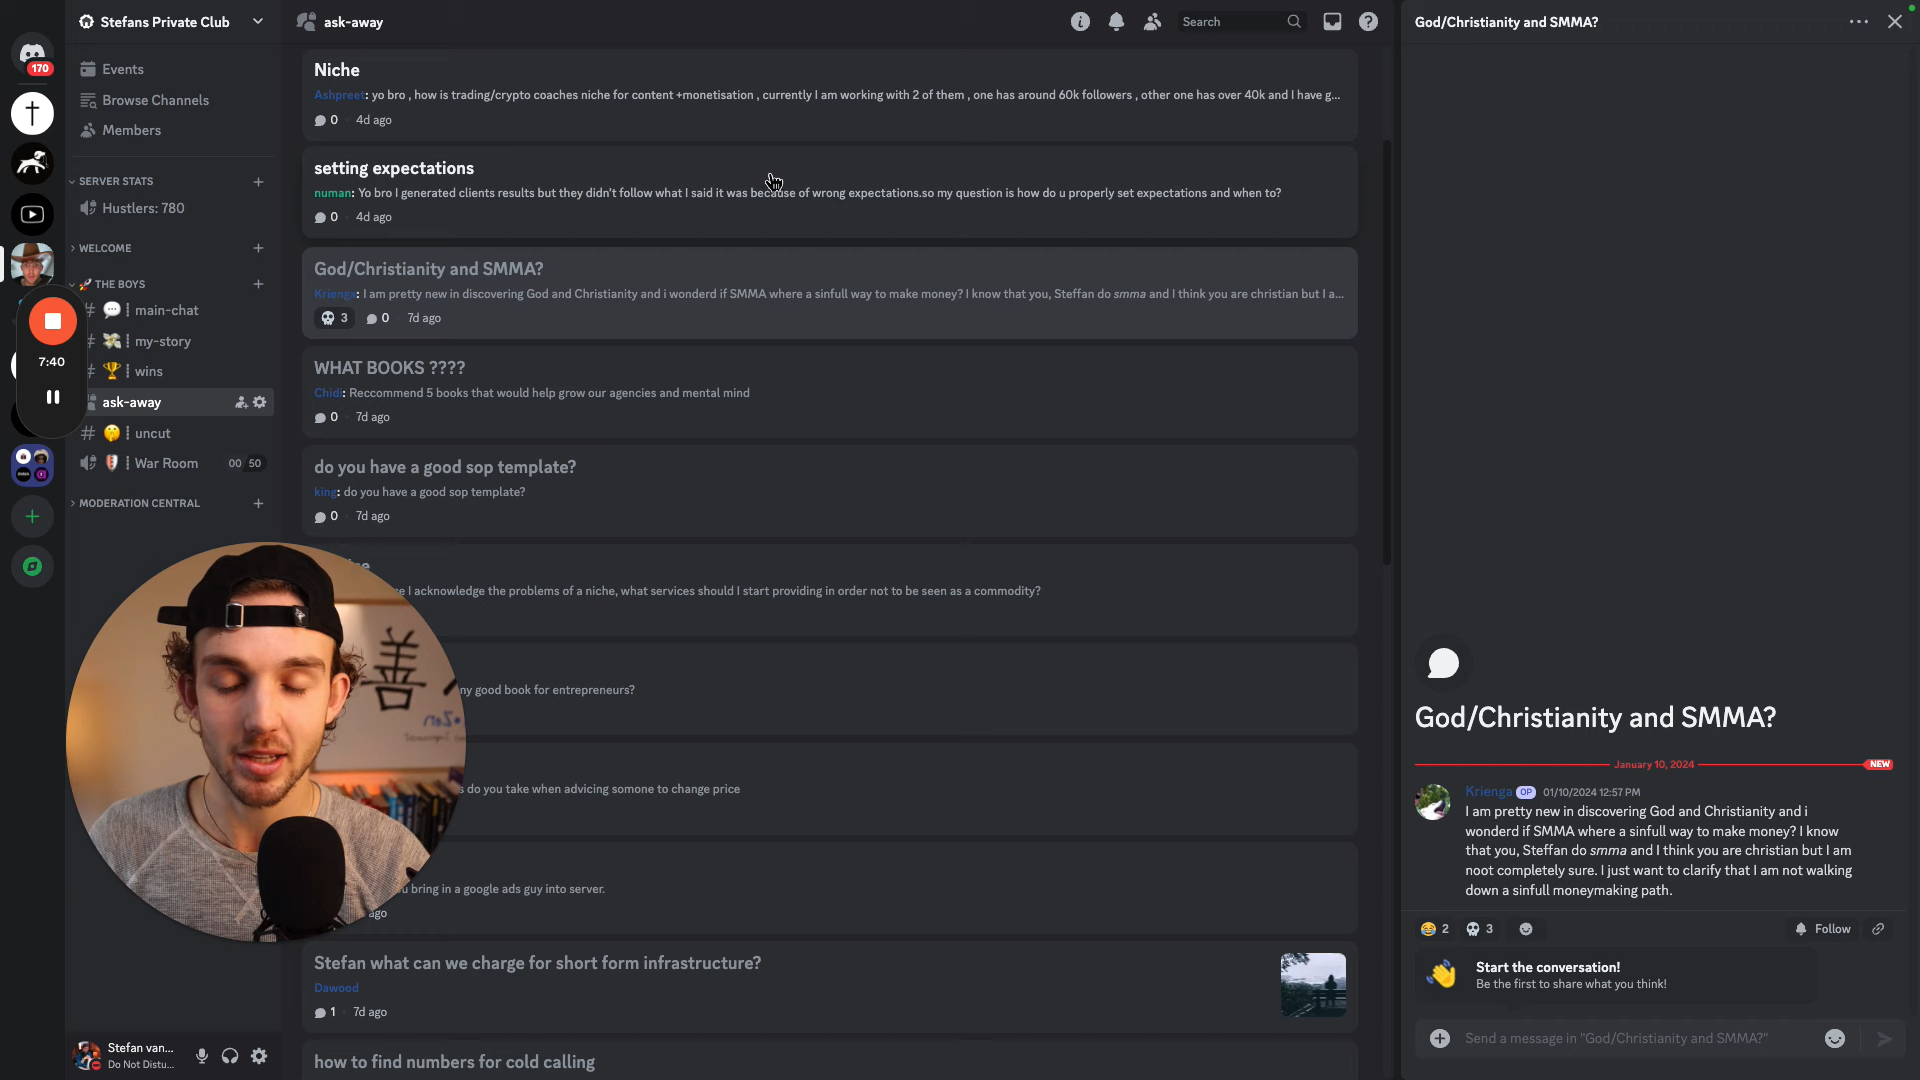 Stefans Private Club
170
Events
Browse Channels
Members
SERVER STATS
Hustlers: 780
WELCOME
🚀 THE BOYS
main-chat
my-story
wins
ask-away
uncut
War Room
00 50
MODERATION CENTRAL
7:40
Stefan van...
Do Not Distu...
ask-away
Search
Niche
Ashpreet: yo bro , how is trading/crypto coaches niche for content +monetisation , currently I am working with 2 of them , one has around 60k followers , other one has over 40k and I have g...
0 · 4d ago
setting expectations
numan: Yo bro I generated clients results but they didn't follow what I said it was because of wrong expectations.so my question is how do u properly set expectations and when to?
0 · 4d ago
God/Christianity and SMMA?
Krienga: I am pretty new in discovering God and Christianity and i wonderd if SMMA where a sinfull way to make money? I know that you, Steffan do smma and I think you are christian but I a...
3 0 · 7d ago
WHAT BOOKS ????
Chidi: Reccommend 5 books that would help grow our agencies and mental mind
0 · 7d ago
do you have a good sop template?
king: do you have a good sop template?
0 · 7d ago
I acknowledge the problems of a niche, what services should I start providing in order not to be seen as a commodity?
good book for entrepreneurs?
do you take when advicing somone to change price
bring in a google ads guy into server.
ago
Stefan what can we charge for short form infrastructure?
Dawood
1 · 7d ago
how to find numbers for cold calling
善
God/Christianity and SMMA?
God/Christianity and SMMA?
January 10, 2024
NEW
Krienga OP 01/10/2024 12:57 PM
I am pretty new in discovering God and Christianity and i
wonderd if SMMA where a sinfull way to make money? I know
that you, Steffan do smma and I think you are christian but I am
noot completely sure. I just want to clarify that I am not walking
down a sinfull moneymaking path.
2 3
Follow
Start the conversation!
Be the first to share what you think!
Send a message in "God/Christianity and SMMA?"